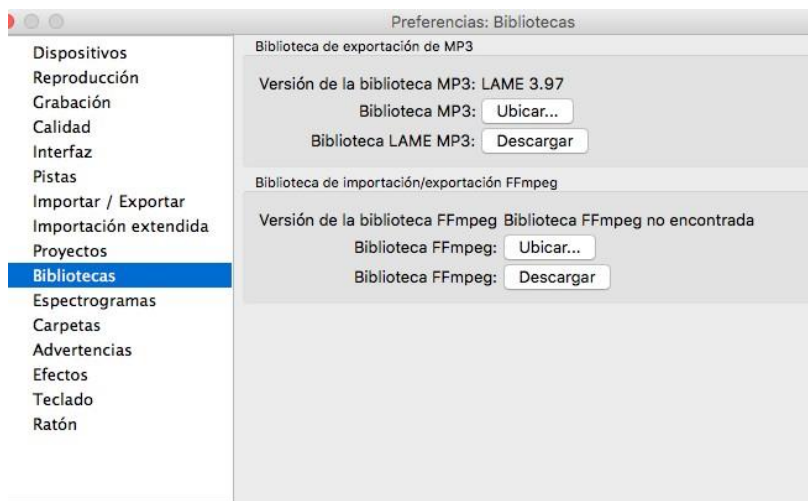 Preferencias: Bibliotecas
Dispositivos
Reproducción
Grabación
Calidad
Interfaz
Pistas
Importar / Exportar
Importación extendida
Proyectos
Bibliotecas
Espectrogramas
Carpetas
Advertencias
Efectos
Teclado
Ratón
Biblioteca de exportación de MP3
Versión de la biblioteca MP3: LAME 3.97
Biblioteca MP3: Ubicar...
Biblioteca LAME MP3: Descargar
Biblioteca de importación/exportación FFmpeg
Versión de la biblioteca FFmpeg Biblioteca FFmpeg no encontrada
Biblioteca FFmpeg: Ubicar...
Biblioteca FFmpeg: Descargar